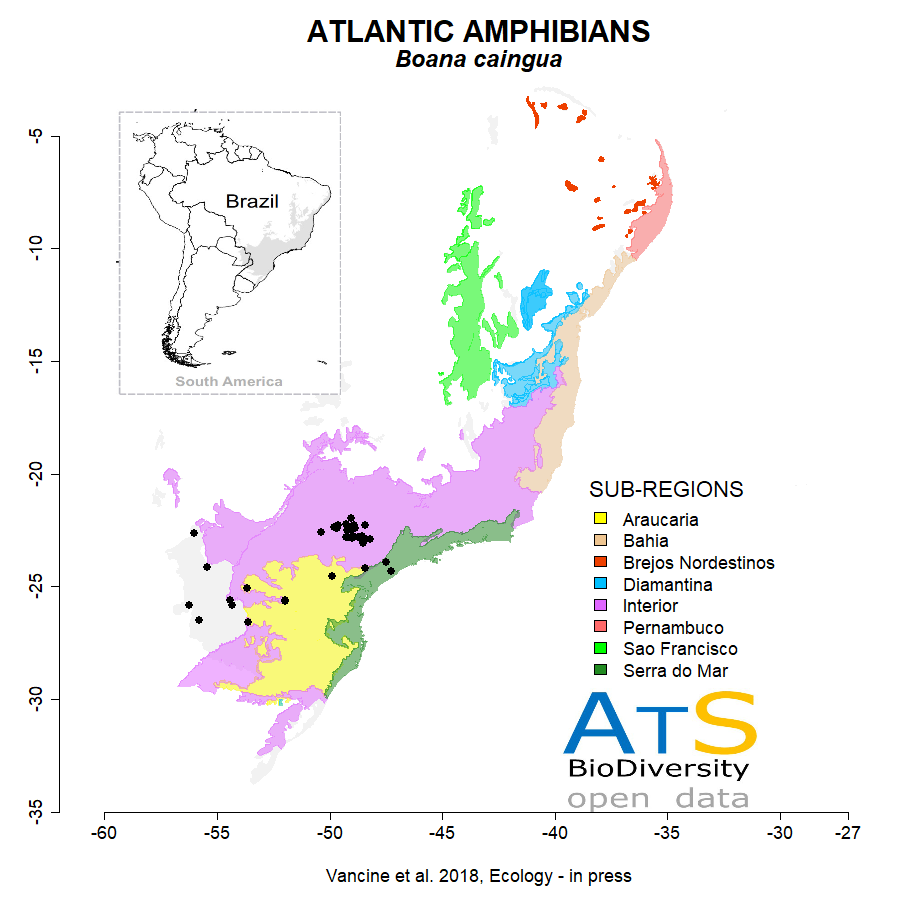 ATLANTIC AMPHIBIANS
Boana caingua
Brazil
South America
-5
-10
-15
-20
-25
-30
-35
SUB-REGIONS
Araucaria
Bahia
Brejos Nordestinos
Diamantina
Interior
Pernambuco
Sao Francisco
Serra do Mar
ATS
BioDiversity
open data
-60 -55 -50 -45 -40 -35 -30 -27
Vancine et al. 2018, Ecology - in press